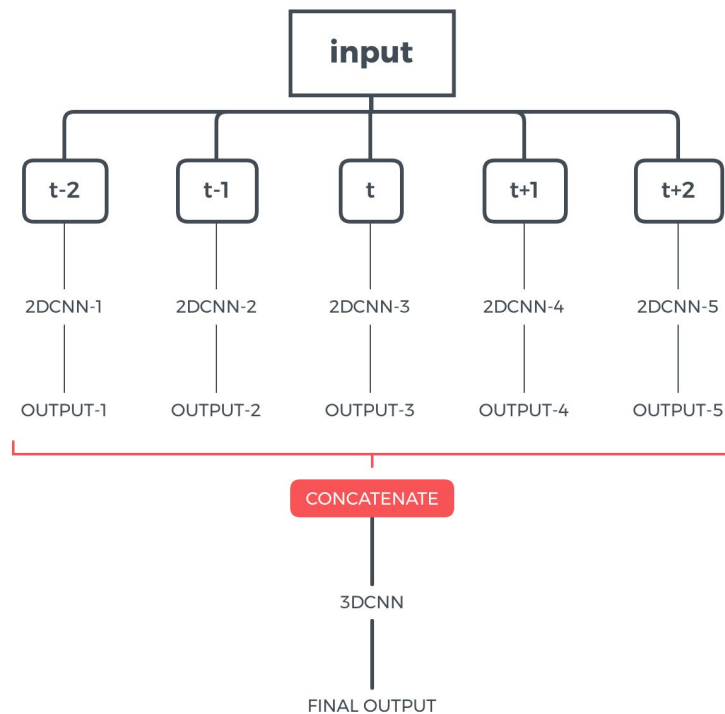 input
t-2
t-1
t
t+1
t+2
2DCNN-1
2DCNN-2
2DCNN-3
2DCNN-4
2DCNN-5
OUTPUT-1
OUTPUT-2
OUTPUT-3
OUTPUT-4
OUTPUT-5
CONCATENATE
3DCNN
FINAL OUTPUT